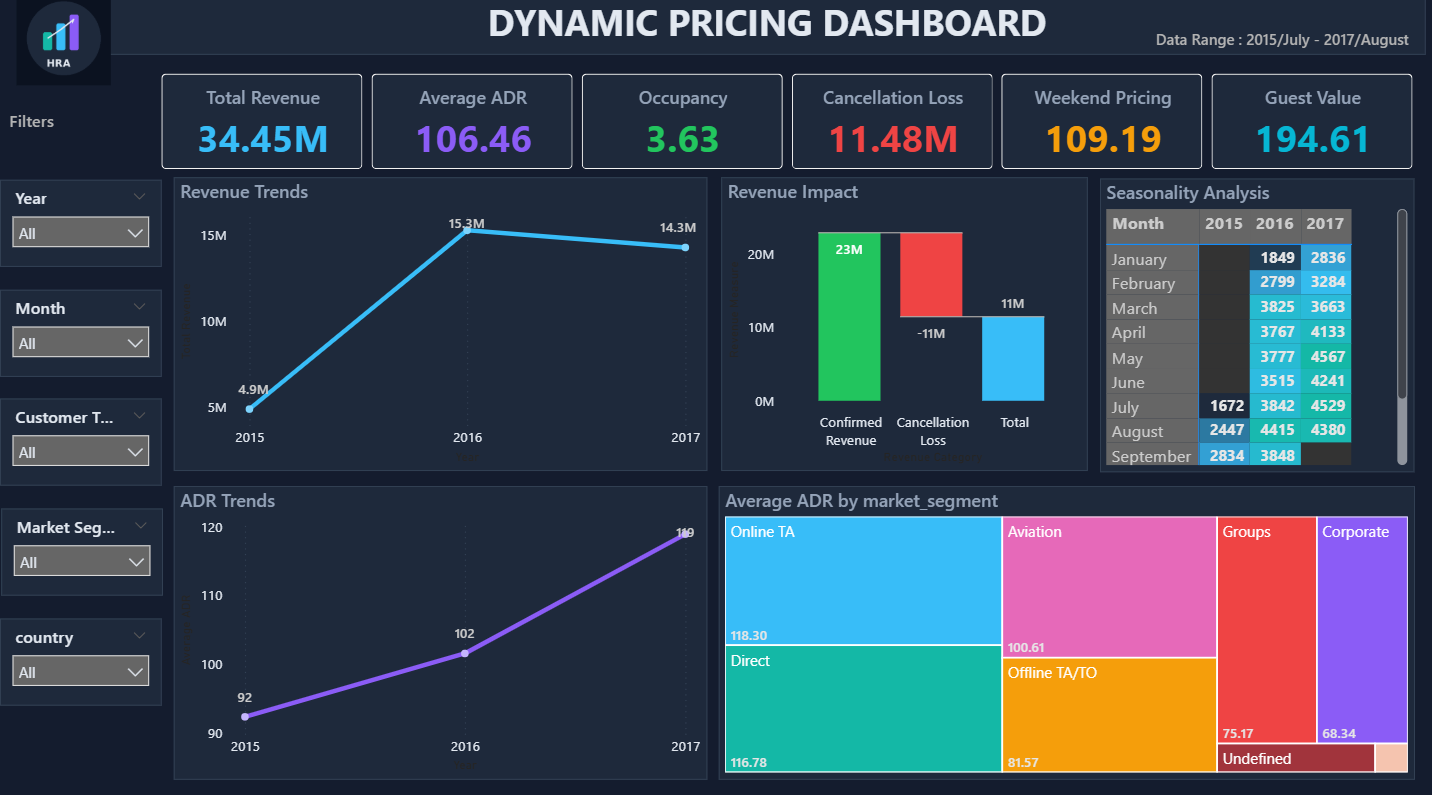 HRA
DYNAMIC PRICING DASHBOARD
Data Range : 2015/July - 2017/August
Filters
Total Revenue
34.45M
Average ADR
106.46
Occupancy
3.63
Cancellation Loss
11.48M
Weekend Pricing
109.19
Guest Value
194.61
Year
All
Month
All
Customer T...
All
Market Seg...
All
country
All
Revenue Trends
15M
10M
5M
4.9M
15.3M
14.3M
2015
2016
2017
Revenue Impact
20M
10M
0M
23M
-11M
11M
Confirmed
Revenue
Cancellation
Loss
Total
Seasonality Analysis
Month 2015 2016 2017
January 1849 2836
February 2799 3284
March 3825 3663
April 3767 4133
May 3777 4567
June 3515 4241
July 1672 3842 4529
August 2447 4415 4380
September 2834 3848
ADR Trends
120
110
100
90
92
102
119
2015
2016
2017
Average ADR by market_segment
Online TA
118.30
Direct
116.78
Aviation
100.61
Offline TA/TO
81.57
Groups
75.17
Corporate
68.34
Undefined